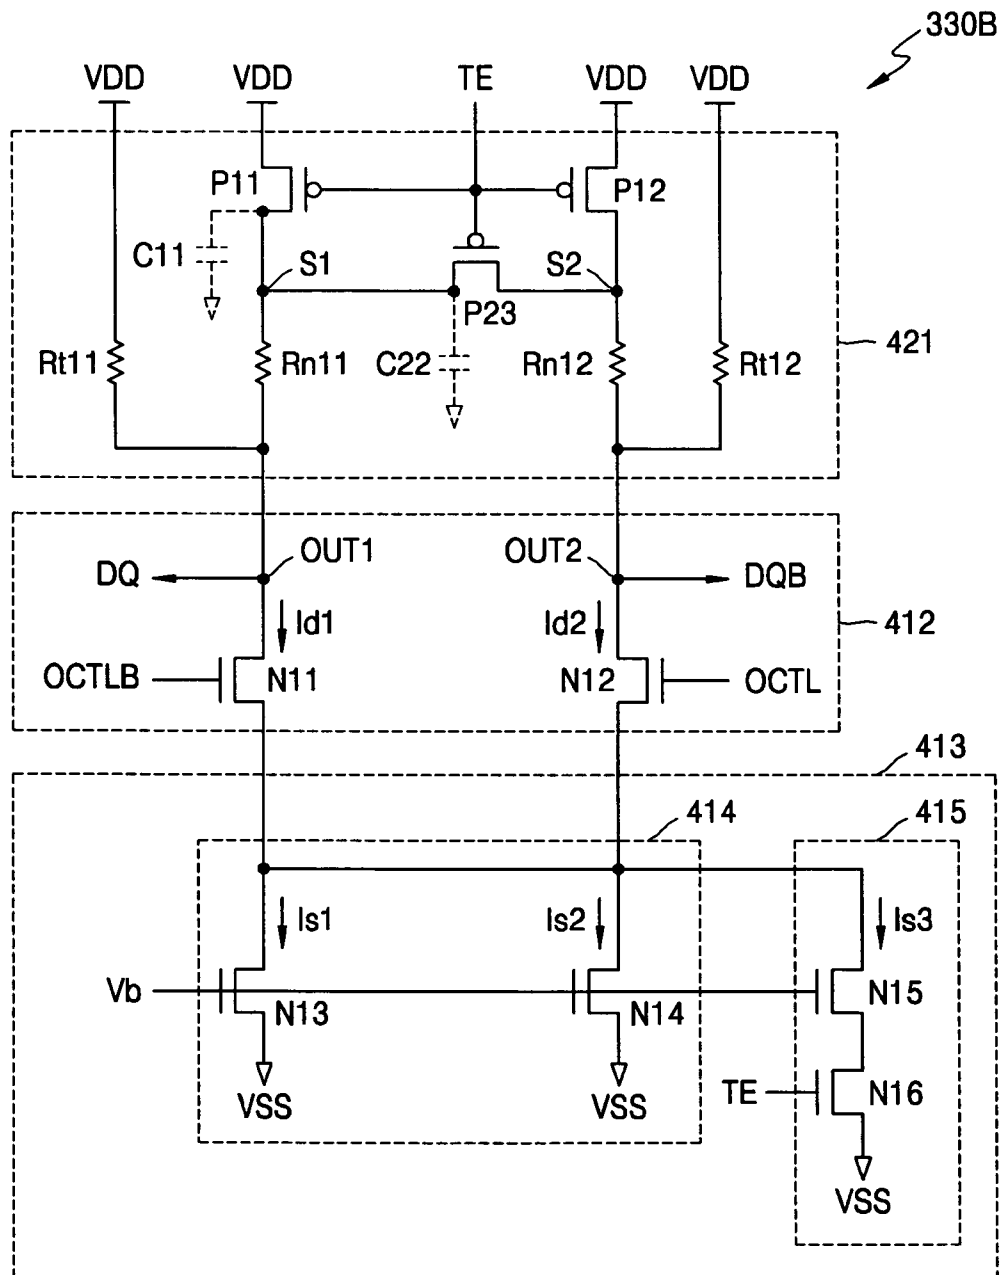 330B
VDD VDD TE VDD VDD
P11 P12
C11 S1 S2
P23
Rt11 Rn11 C22 Rn12 Rt12 421
DQ OUT1 OUT2 DQB
Id1 Id2 412
OCTLB N11 N12 OCTL
413
414 415
Is1 Is2 Is3
Vb N13 N14 N15
TE N16
VSS VSS
VSS